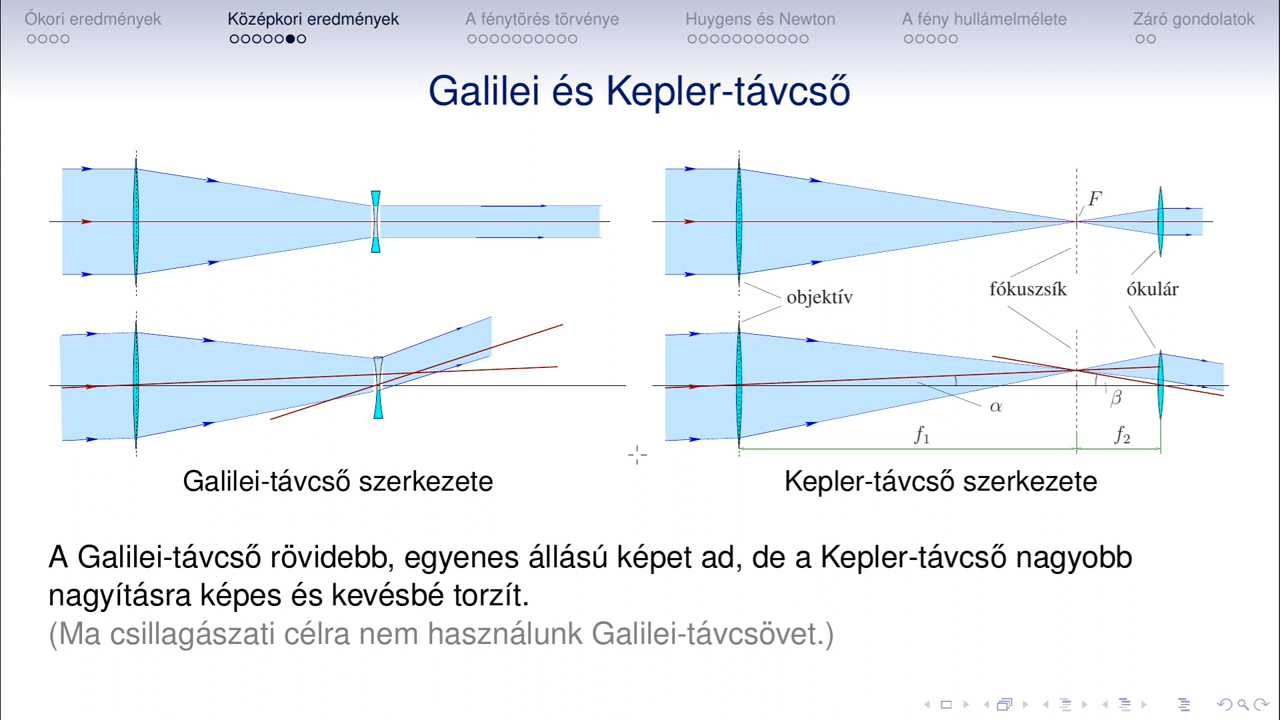 Ókori eredmények
Középkori eredmények
A fénytörés törvénye
Huygens és Newton
A fény hullámelmélete
Záró gondolatok
Galilei és Kepler-távcső
F
objektív
fókuszsík
ókulár
α
β
f₁
f₂
Galilei-távcső szerkezete
Kepler-távcső szerkezete
A Galilei-távcső rövidebb, egyenes állású képet ad, de a Kepler-távcső nagyobb
nagyításra képes és kevésbé torzít.
(Ma csillagászati célra nem használunk Galilei-távcsövet.)